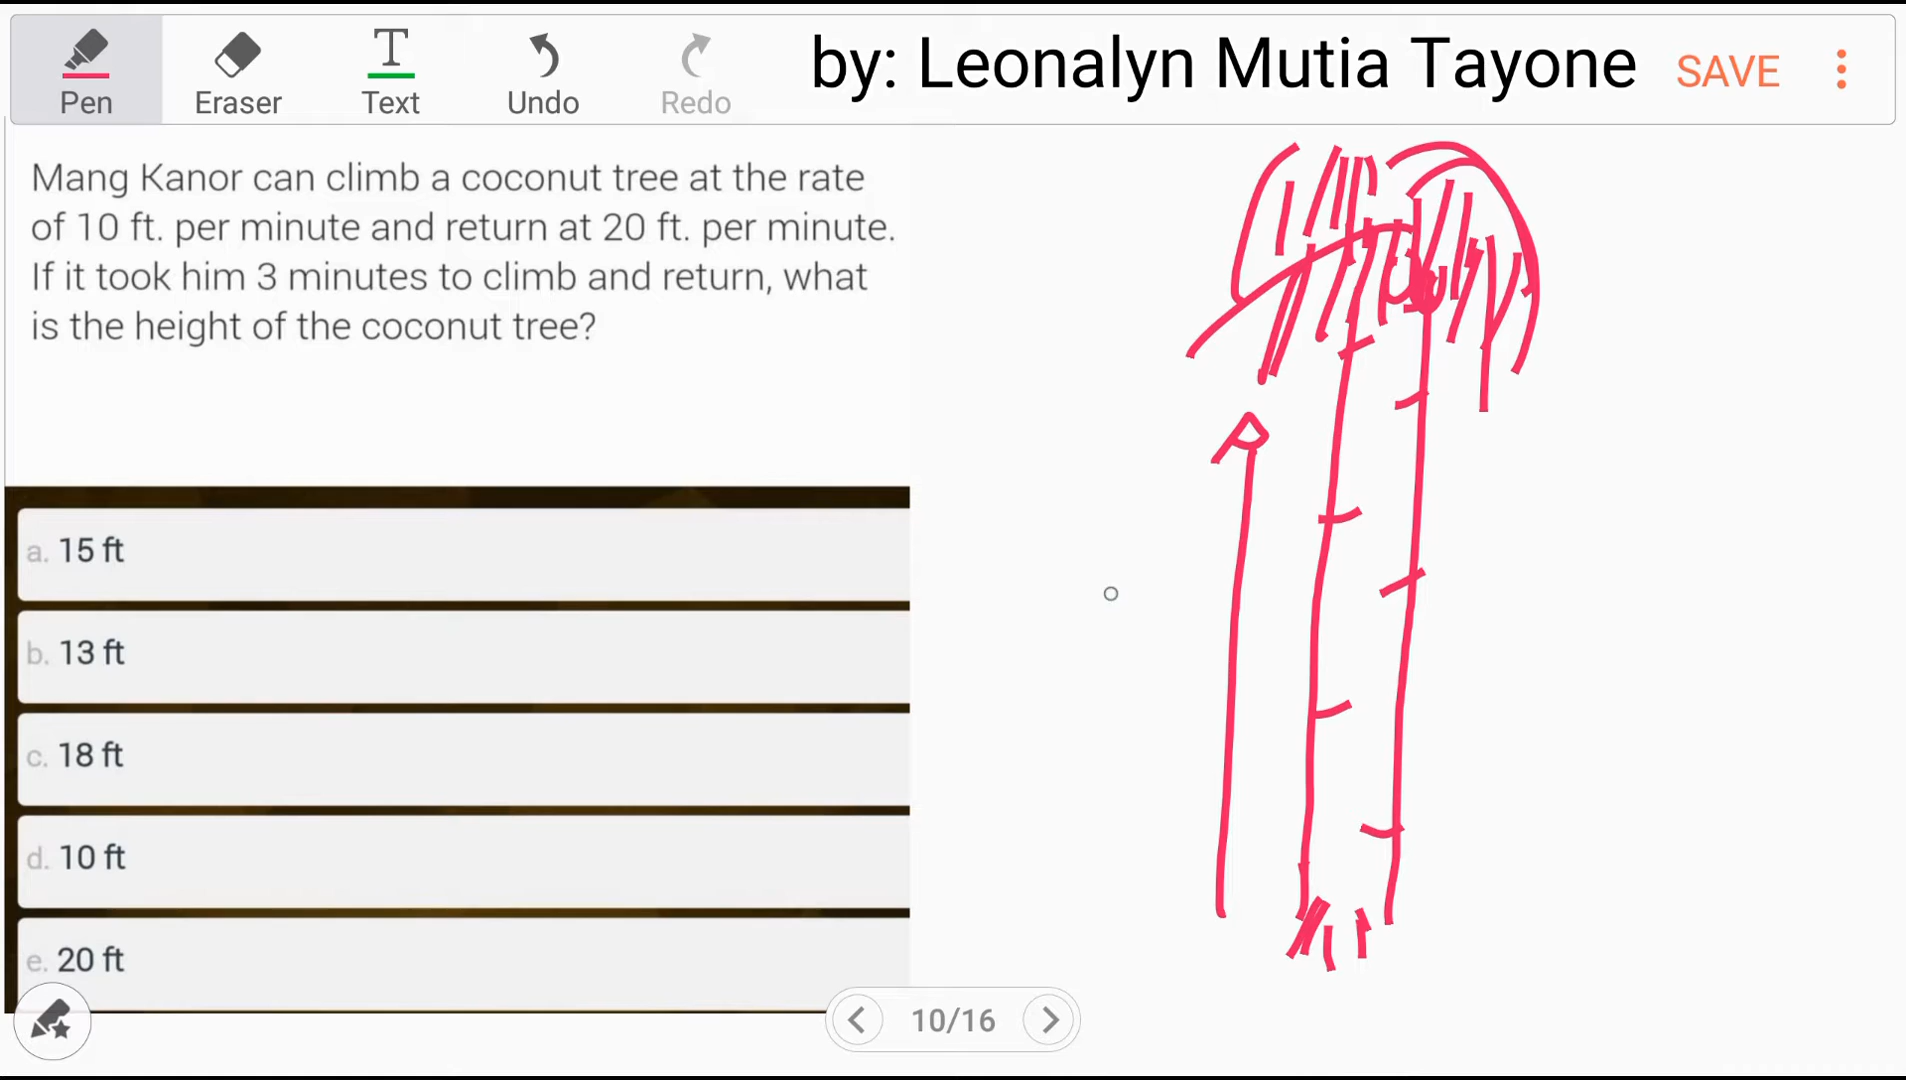 Pen
Eraser
Text
Undo
Redo
by: Leonalyn Mutia Tayone
SAVE
Mang Kanor can climb a coconut tree at the rate
of 10 ft. per minute and return at 20 ft. per minute.
If it took him 3 minutes to climb and return, what
is the height of the coconut tree?
a. 15 ft
b. 13 ft
c. 18 ft
d. 10 ft
e. 20 ft
10/16